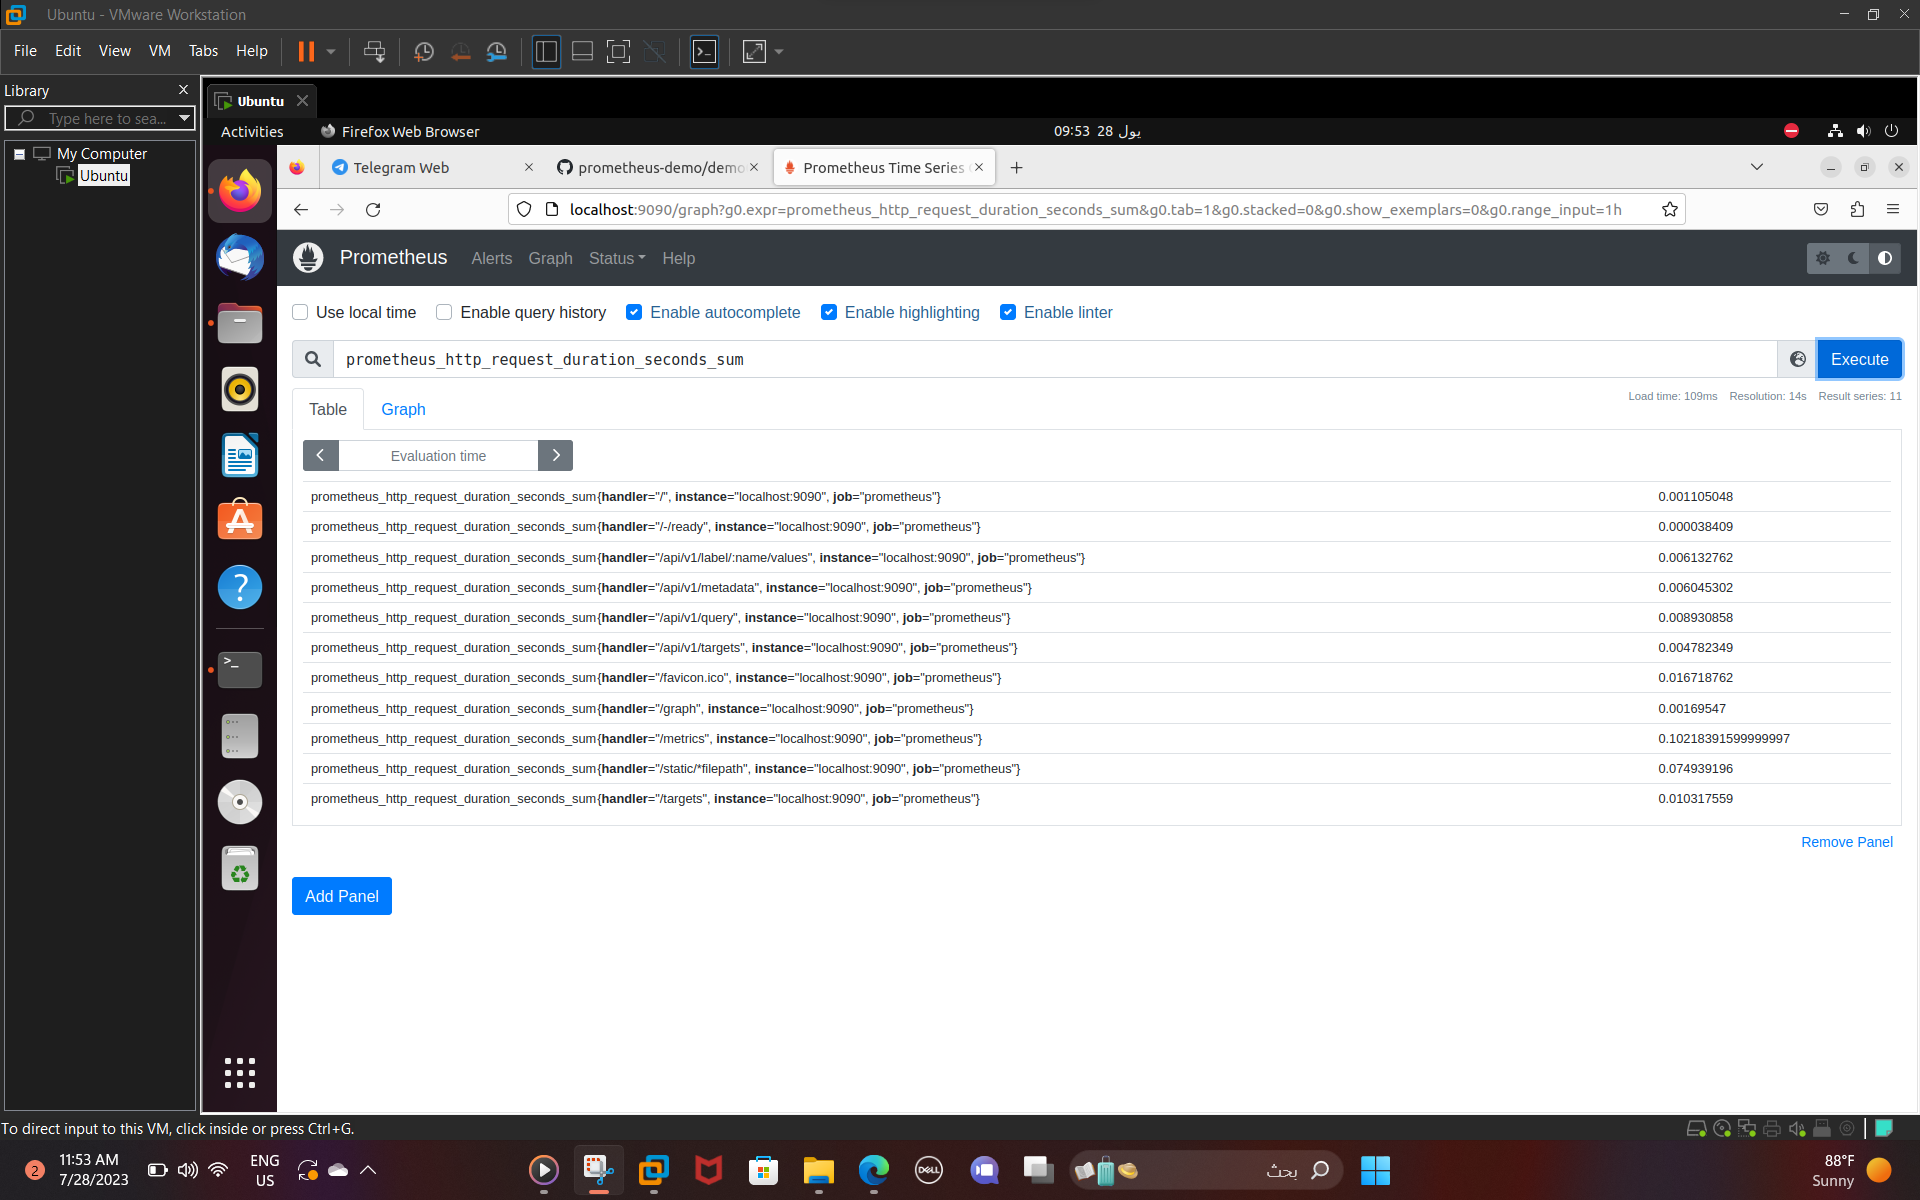 Ubuntu - VMware Workstation
File Edit View VM Tabs Help
Library
Type here to sea...
My Computer
Ubuntu
Ubuntu
Activities
Firefox Web Browser
09:53 28 يول
Telegram Web
prometheus-demo/demo
Prometheus Time Series
localhost:9090/graph?g0.expr=prometheus_http_request_duration_seconds_sum&g0.tab=1&g0.stacked=0&g0.show_exemplars=0&g0.range_input=1h
Prometheus Alerts Graph Status Help
Use local time Enable query history Enable autocomplete Enable highlighting Enable linter
prometheus_http_request_duration_seconds_sum
Execute
Table Graph
Load time: 109ms Resolution: 14s Result series: 11
Evaluation time
prometheus_http_request_duration_seconds_sum{handler="/", instance="localhost:9090", job="prometheus"} 0.001105048
prometheus_http_request_duration_seconds_sum{handler="/-/ready", instance="localhost:9090", job="prometheus"} 0.000038409
prometheus_http_request_duration_seconds_sum{handler="/api/v1/label/:name/values", instance="localhost:9090", job="prometheus"} 0.006132762
prometheus_http_request_duration_seconds_sum{handler="/api/v1/metadata", instance="localhost:9090", job="prometheus"} 0.006045302
prometheus_http_request_duration_seconds_sum{handler="/api/v1/query", instance="localhost:9090", job="prometheus"} 0.008930858
prometheus_http_request_duration_seconds_sum{handler="/api/v1/targets", instance="localhost:9090", job="prometheus"} 0.004782349
prometheus_http_request_duration_seconds_sum{handler="/favicon.ico", instance="localhost:9090", job="prometheus"} 0.016718762
prometheus_http_request_duration_seconds_sum{handler="/graph", instance="localhost:9090", job="prometheus"} 0.00169547
prometheus_http_request_duration_seconds_sum{handler="/metrics", instance="localhost:9090", job="prometheus"} 0.10218391599999997
prometheus_http_request_duration_seconds_sum{handler="/static/*filepath", instance="localhost:9090", job="prometheus"} 0.074939196
prometheus_http_request_duration_seconds_sum{handler="/targets", instance="localhost:9090", job="prometheus"} 0.010317559
Remove Panel
Add Panel
To direct input to this VM, click inside or press Ctrl+G.
2
11:53 AM
7/28/2023
ENG
US
DELL
بحث
88°F
Sunny